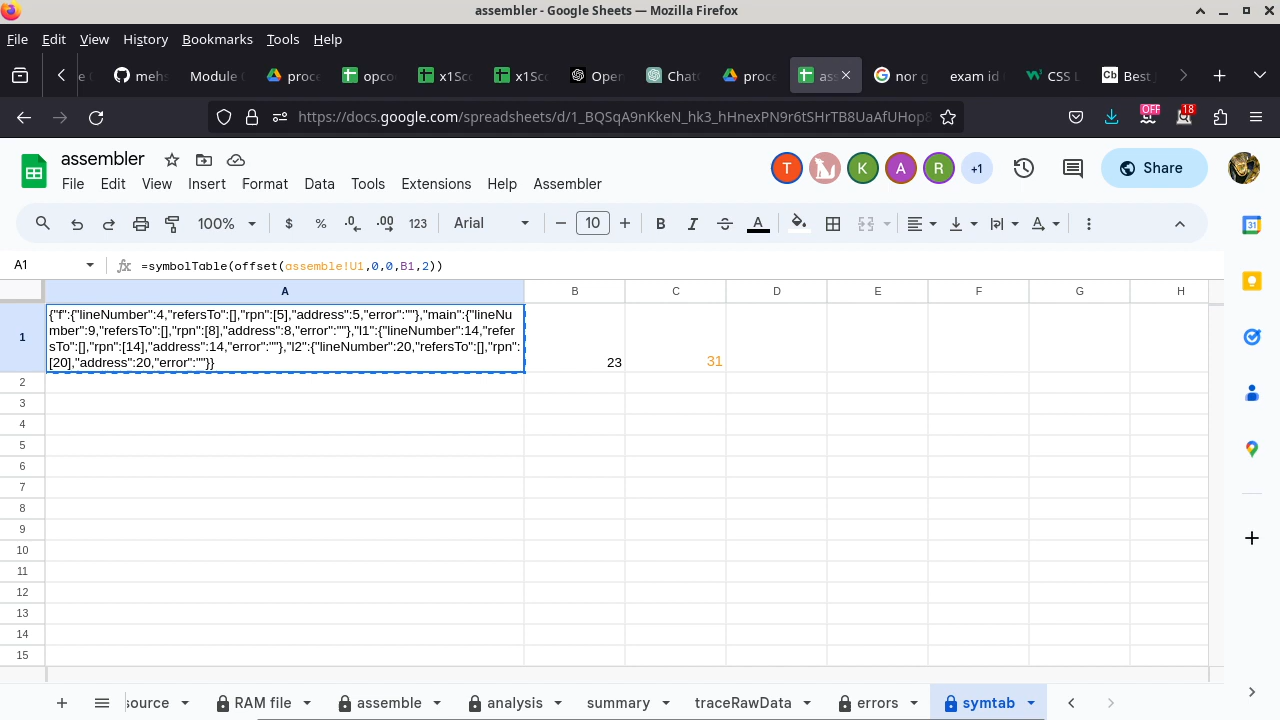 assembler - Google Sheets — Mozilla Firefox
File Edit View History Bookmarks Tools Help
mehs Module proce opco x1Sc x1Sc Open Chat proce ass nor g exam id CSS L Best
https://docs.google.com/spreadsheets/d/1_BQSqA9nKkeN_hk3_hHnexPN9r6tSHrTB8UaAfUHop8
OFF 18
assembler
T K A R +1 Share
File Edit View Insert Format Data Tools Extensions Help Assembler
100% $ % .0 .00 123 Arial 10 B I A
A1 =symbolTable(offset(assemble!U1,0,0,B1,2))
A B C D E F G H
1 {"f":{"lineNumber":4,"refersTo":[],"rpn":[5],"address":5,"error":""},"main":{"lineNu
mber":9,"refersTo":[],"rpn":[8],"address":8,"error":""},"l1":{"lineNumber":14,"refer
sTo":[],"rpn":[14],"address":14,"error":""},"l2":{"lineNumber":20,"refersTo":[],"rpn":
[20],"address":20,"error":""}} 23 31
2
3
4
5
6
7
8
9
10
11
12
13
14
15
source RAM file assemble analysis summary traceRawData errors symtab